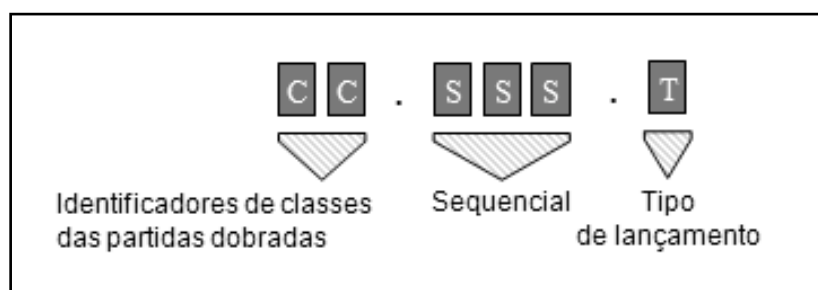 C C . S S S . T
Identificadores de classes
das partidas dobradas
Sequencial
Tipo
de lançamento